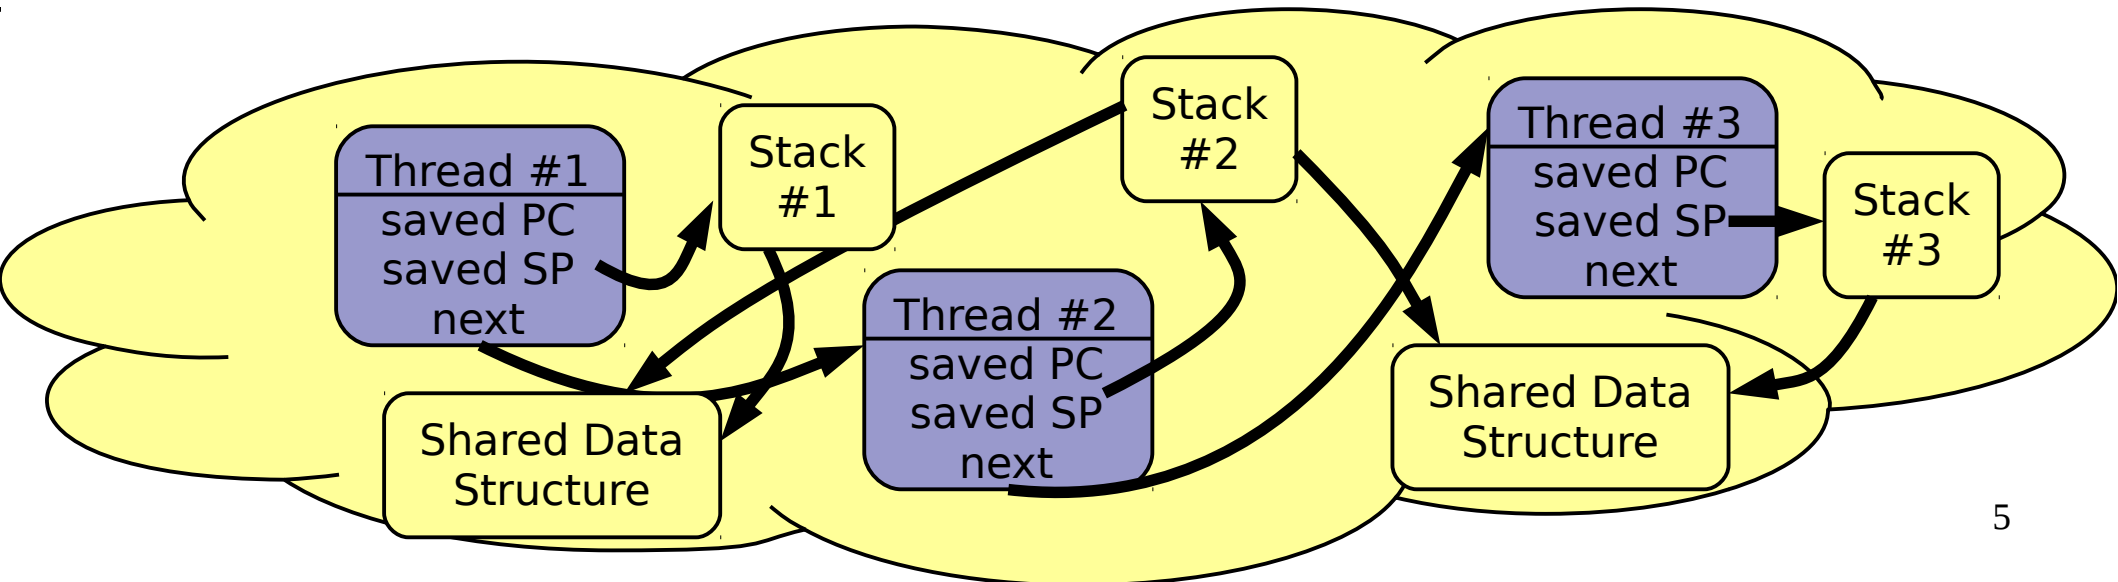 Thread #1
saved PC
saved SP
next
Stack
#1
Shared Data
Structure
Thread #2
saved PC
saved SP
next
Stack
#2
Thread #3
saved PC
saved SP
next
Stack
#3
Shared Data
Structure
5